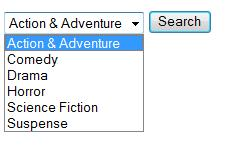 Action & Adventure Search
Action & Adventure
Comedy
Drama
Horror
Science Fiction
Suspense